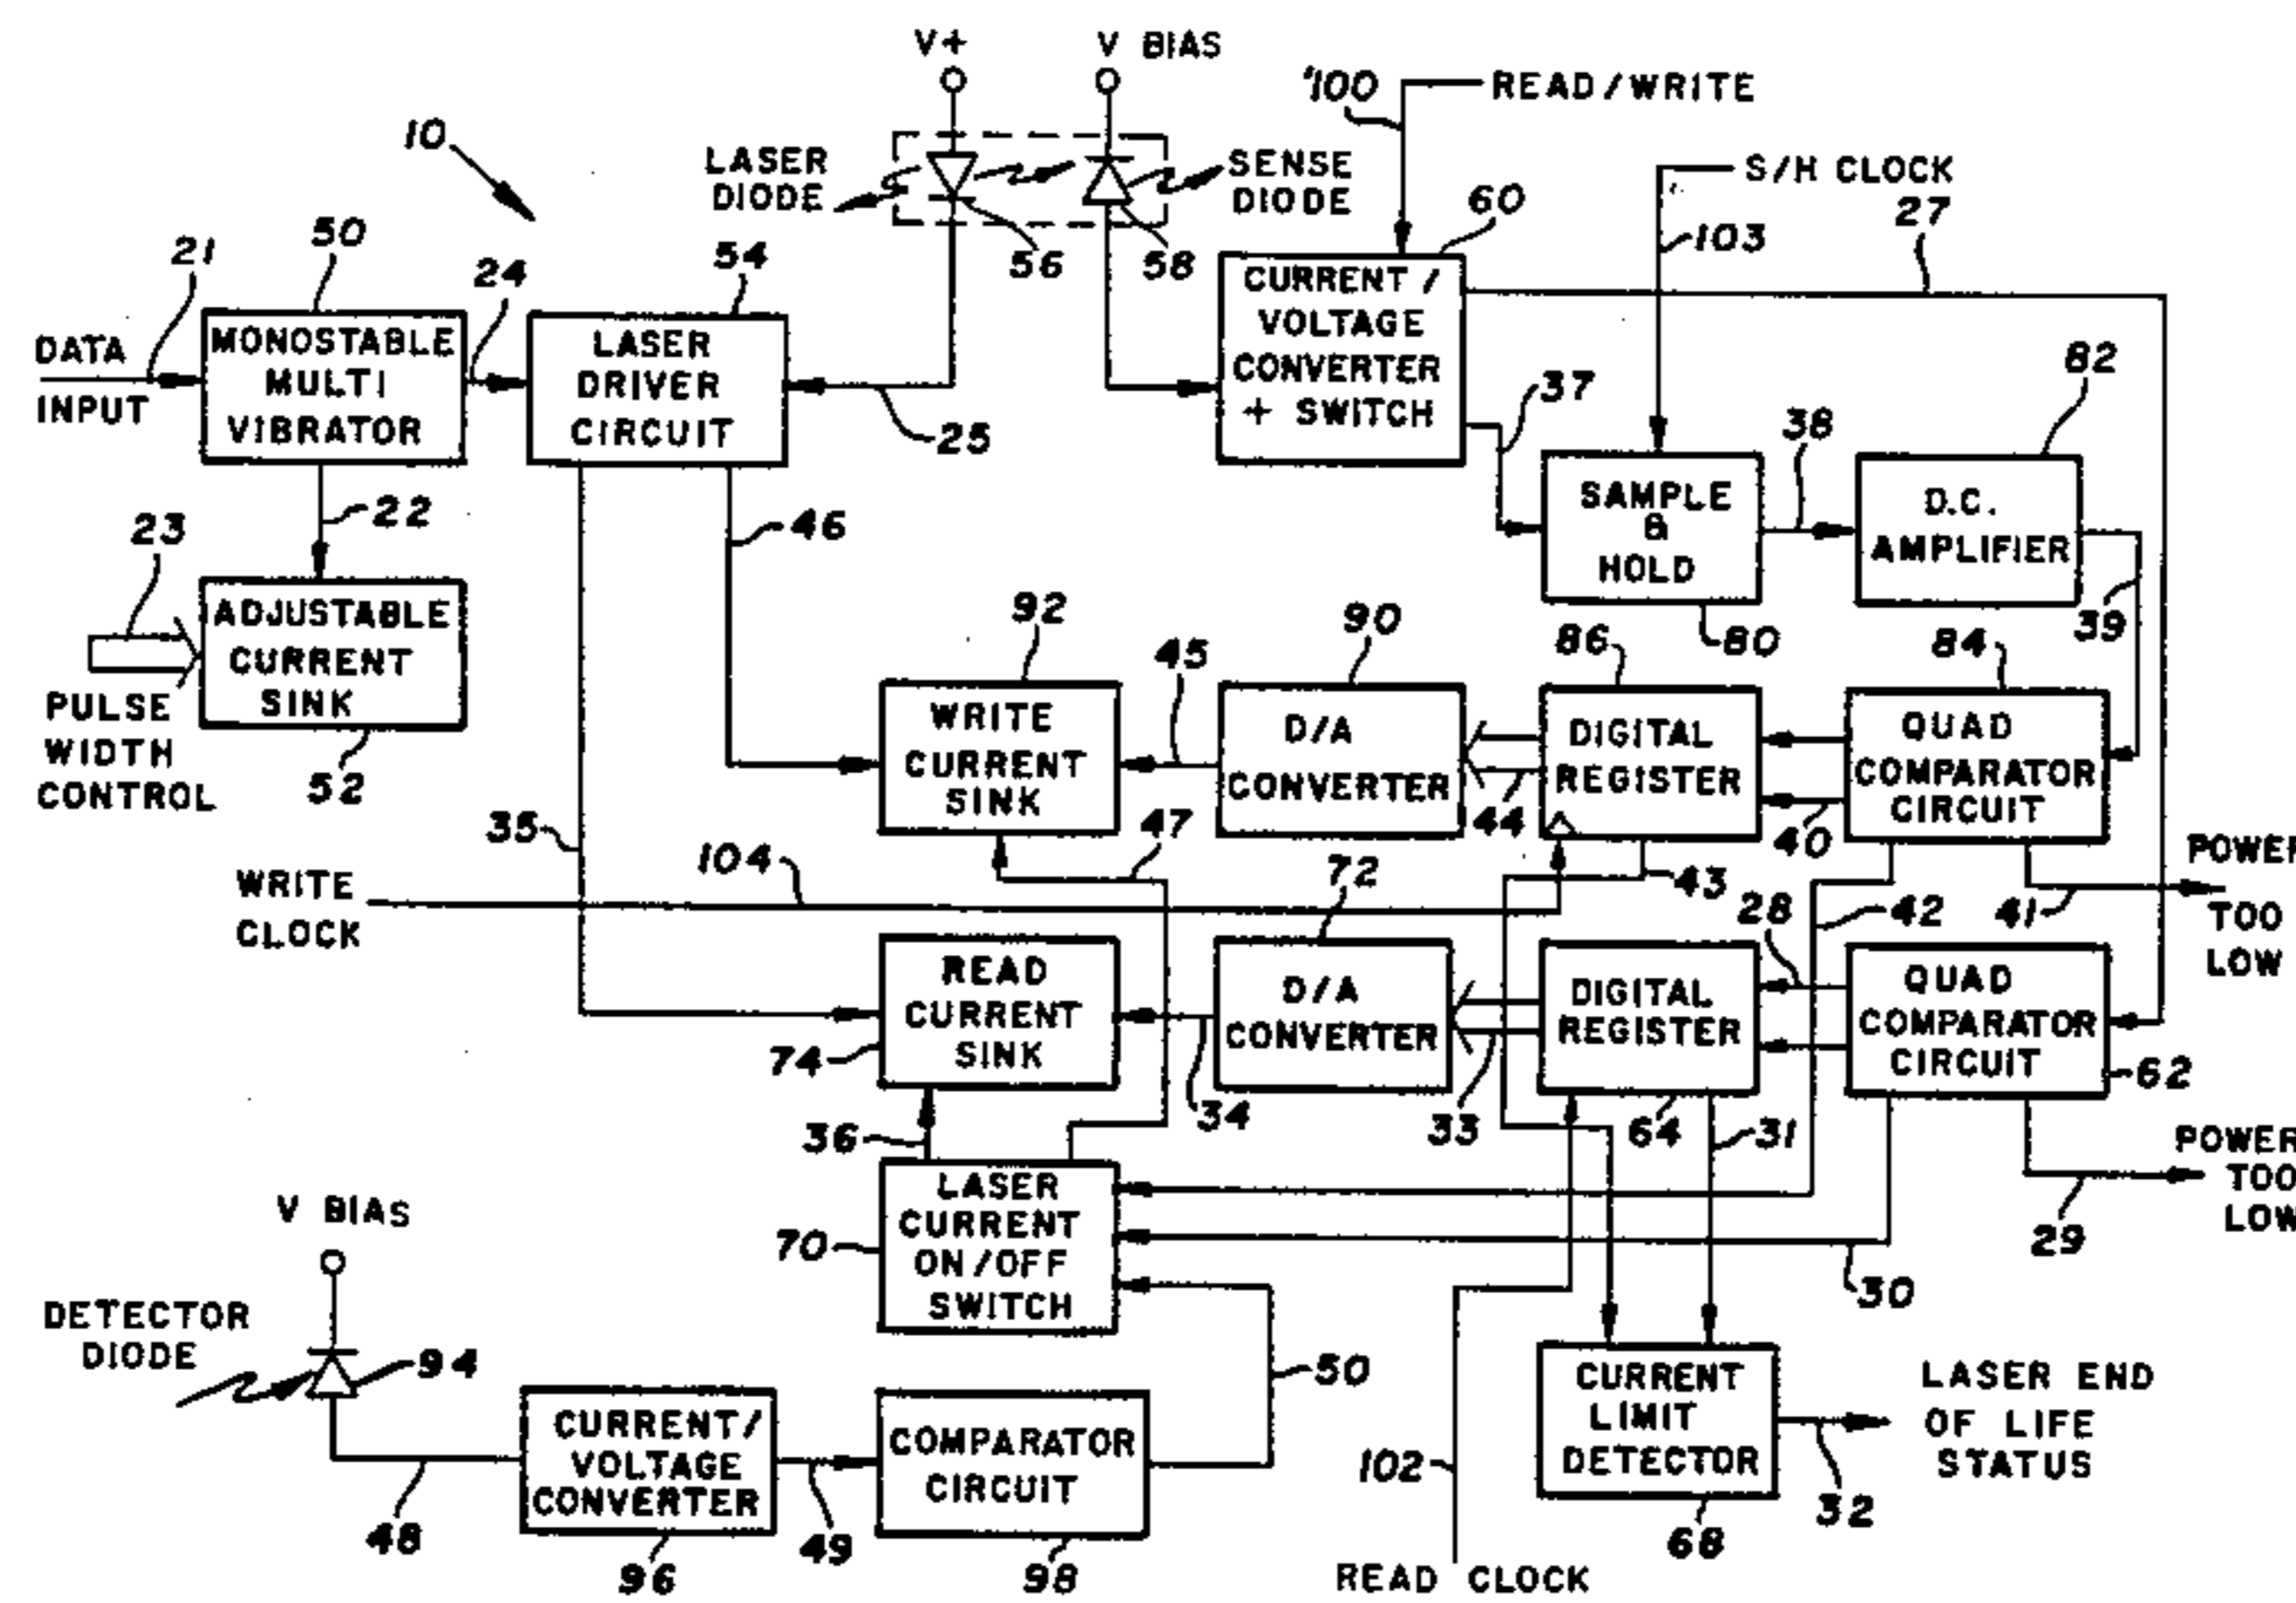 V+
V BIAS
100
READ/WRITE
10
LASER
DIODE
SENSE
DIODE
S/H CLOCK
60
27
103
21
50
24
54
56
58
DATA
INPUT
MONOSTABLE
MULTI
VIBRATOR
LASER
DRIVER
CIRCUIT
25
CURRENT/
VOLTAGE
CONVERTER
+ SWITCH
37
38
82
23
22
46
SAMPLE
&
HOLD
D.C.
AMPLIFIER
39
80
ADJUSTABLE
CURRENT
SINK
PULSE
WIDTH
CONTROL
52
92
45
90
86
84
WRITE
CURRENT
SINK
D/A
CONVERTER
44
DIGITAL
REGISTER
40
QUAD
COMPARATOR
CIRCUIT
35
104
47
72
43
42
41
POWER
TOO
LOW
WRITE
CLOCK
28
READ
CURRENT
SINK
74
D/A
CONVERTER
DIGITAL
REGISTER
QUAD
COMPARATOR
CIRCUIT
62
36
34
33
64
31
POWER
TOO
LOW
29
30
V BIAS
70
LASER
CURRENT
ON/OFF
SWITCH
DETECTOR
DIODE
94
50
CURRENT/
VOLTAGE
CONVERTER
COMPARATOR
CIRCUIT
102
CURRENT
LIMIT
DETECTOR
LASER END
OF LIFE
STATUS
48
96
49
98
READ CLOCK
68
32